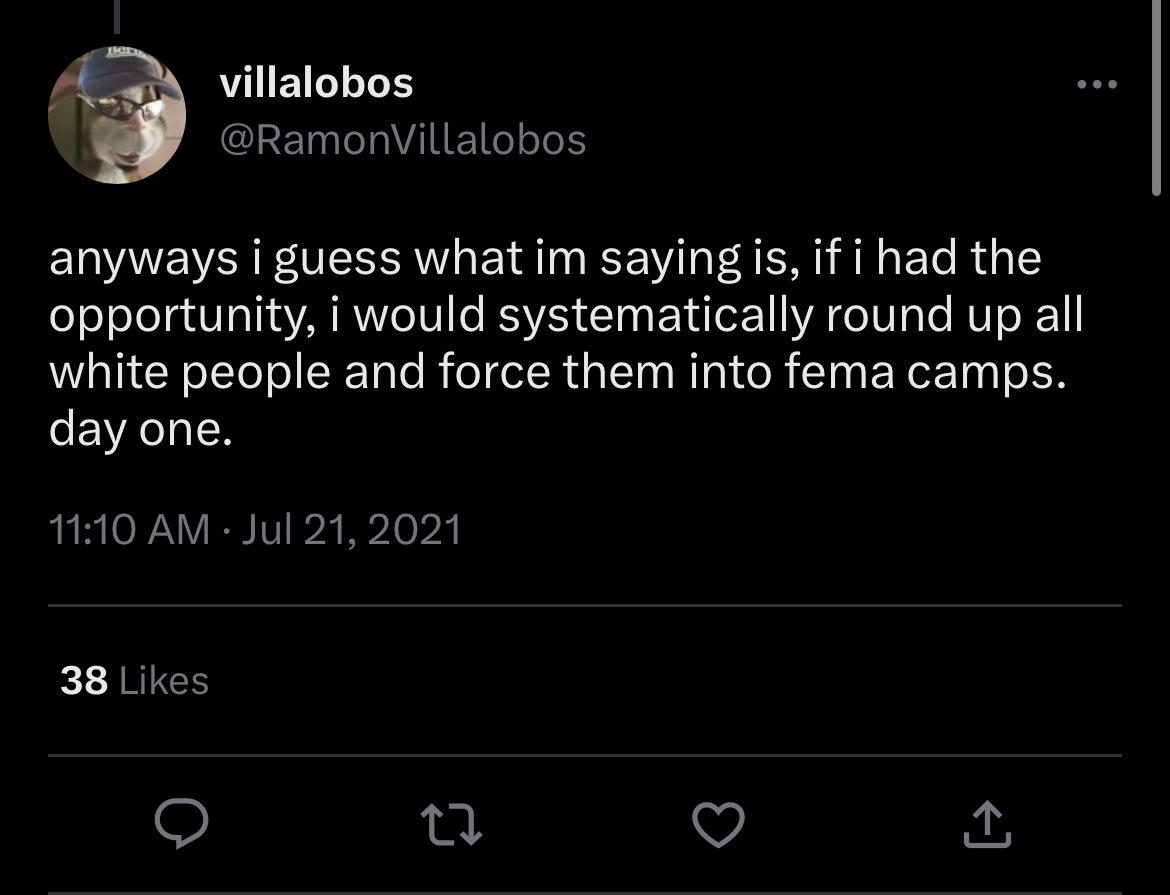 villalobos
@RamonVillalobos
anyways i guess what im saying is, if i had the
opportunity, i would systematically round up all
white people and force them into fema camps.
day one.
11:10 AM · Jul 21, 2021
38 Likes